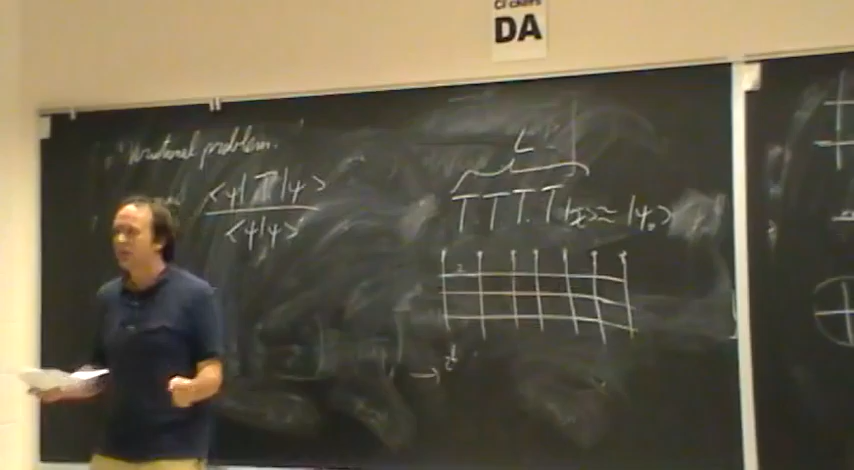 DA
Variational problem.
<ψ|T|ψ>
<ψ|ψ>
L
T.T.T.T|χ>≈|ψ₀>